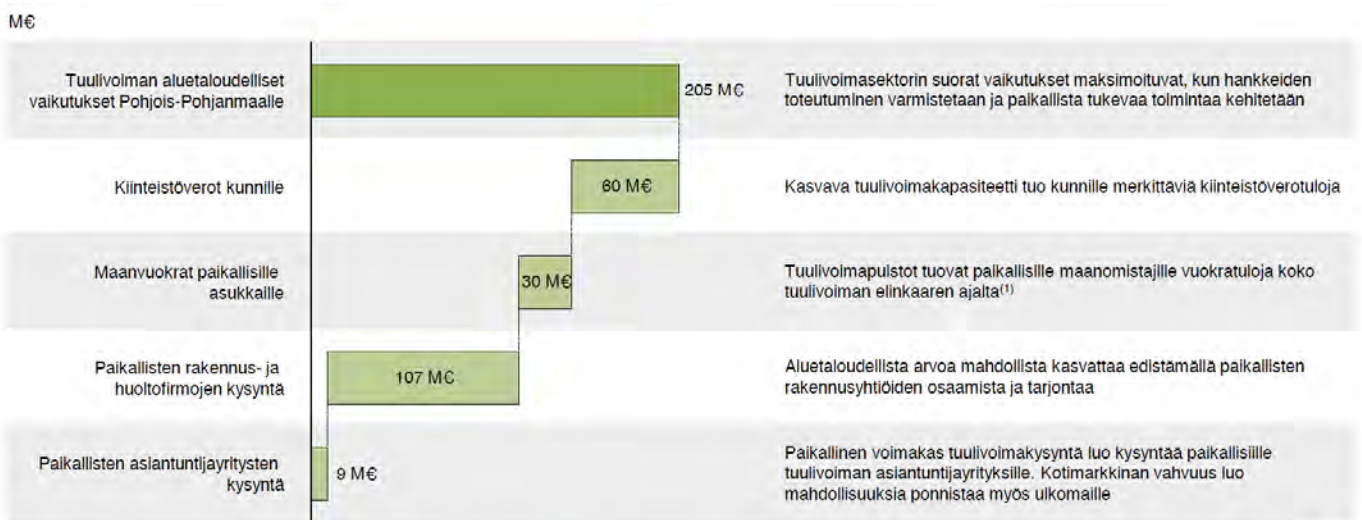 M€
Tuulivoiman aluetaloudelliset
vaikutukset Pohjois-Pohjanmaalle
205 M€
Tuulivoimasektorin suorat vaikutukset maksimoituvat, kun hankkeiden
toteutuminen varmistetaan ja paikallista tukevaa toimintaa kehitetään
Kiinteistöverot kunnille
60 M€
Kasvava tuulivoimakapasiteetti tuo kunnille merkittäviä kiinteistöverotuloja
Maanvuokrat paikallisille
asukkaille
30 M€
Tuulivoimapuistot tuovat paikallisille maanomistajille vuokratuloja koko
tuulivoiman elinkaaren ajalta(1)
Paikallisten rakennus- ja
huoltofirmojen kysyntä
107 M€
Aluetaloudellista arvoa mahdollista kasvattaa edistämällä paikallisten
rakennusyhtiöiden osaamista ja tarjontaa
Paikallisten asiantuntijayritysten
kysyntä
9 M€
Paikallinen voimakas tuulivoimakysyntä luo kysyntää paikallisiille
tuulivoiman asiantuntijayrityksille. Kotimarkkinan vahvuus luo
mahdollisuuksia ponnistaa myös ulkomaille